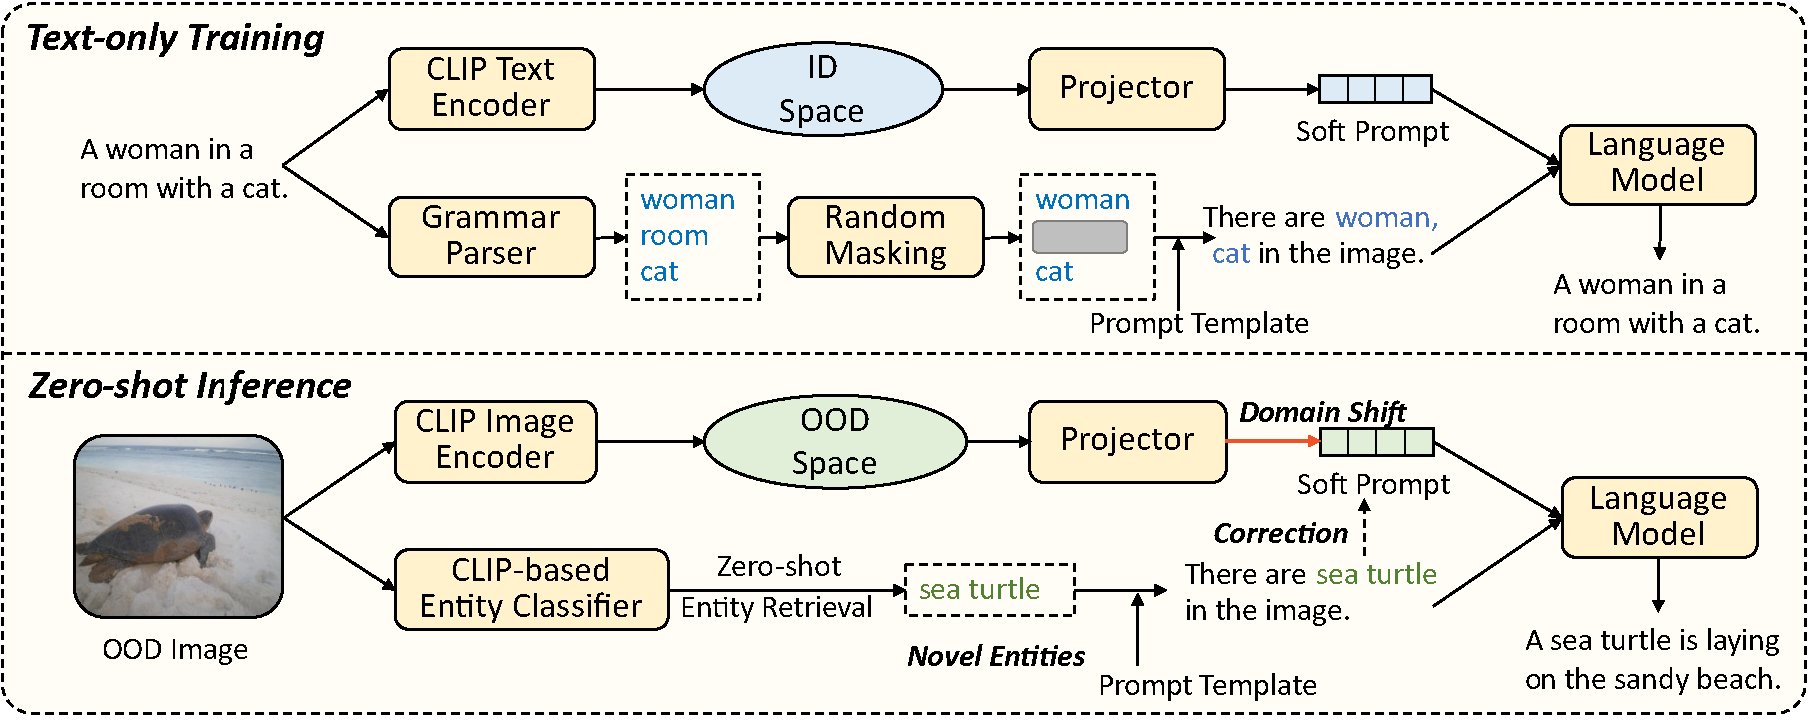 Text-only Training
A woman in a
room with a cat.
CLIP Text
Encoder
ID
Space
Projector
Soft Prompt
Grammar
Parser
woman
room
cat
Random
Masking
woman
cat
There are woman,
cat in the image.
Prompt Template
Language
Model
A woman in a
room with a cat.
Zero-shot Inference
OOD Image
CLIP Image
Encoder
OOD
Space
Projector
Domain Shift
Soft Prompt
Correction
CLIP-based
Entity Classifier
Zero-shot
Entity Retrieval
sea turtle
Novel Entities
There are sea turtle
in the image.
Prompt Template
Language
Model
A sea turtle is laying
on the sandy beach.